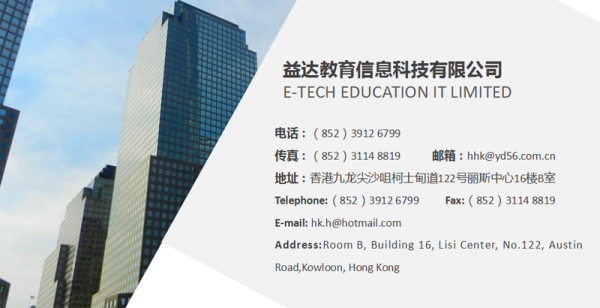 益达教育信息科技有限公司
E-TECH EDUCATION IT LIMITED
电话：（852）3912 6799
传真：（852）3114 8819 邮箱：hhk@yd56.com.cn
地址：香港九龙尖沙咀柯士甸道122号丽斯中心16楼B室
Telephone:（852）3912 6799 Fax:（852）3114 8819
E-mail: hk.h@hotmail.com
Address:Room B, Building 16, Lisi Center, No.122, Austin
Road,Kowloon, Hong Kong